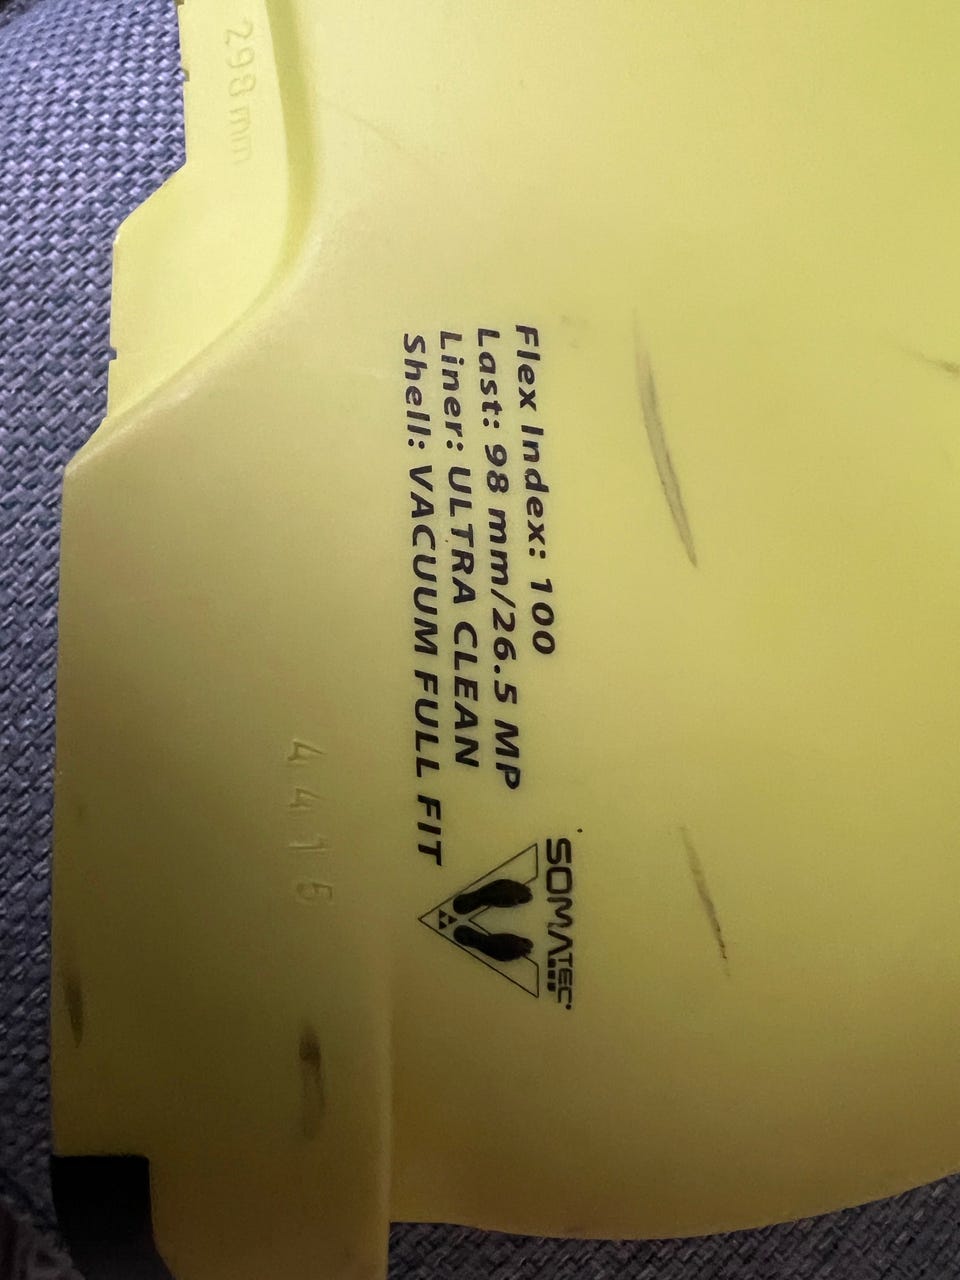 298 mm
Flex Index: 100
Last: 98 mm/26.5 MP
Liner: ULTRA CLEAN
Shell: VACUUM FULL FIT
SOMATEC
4415